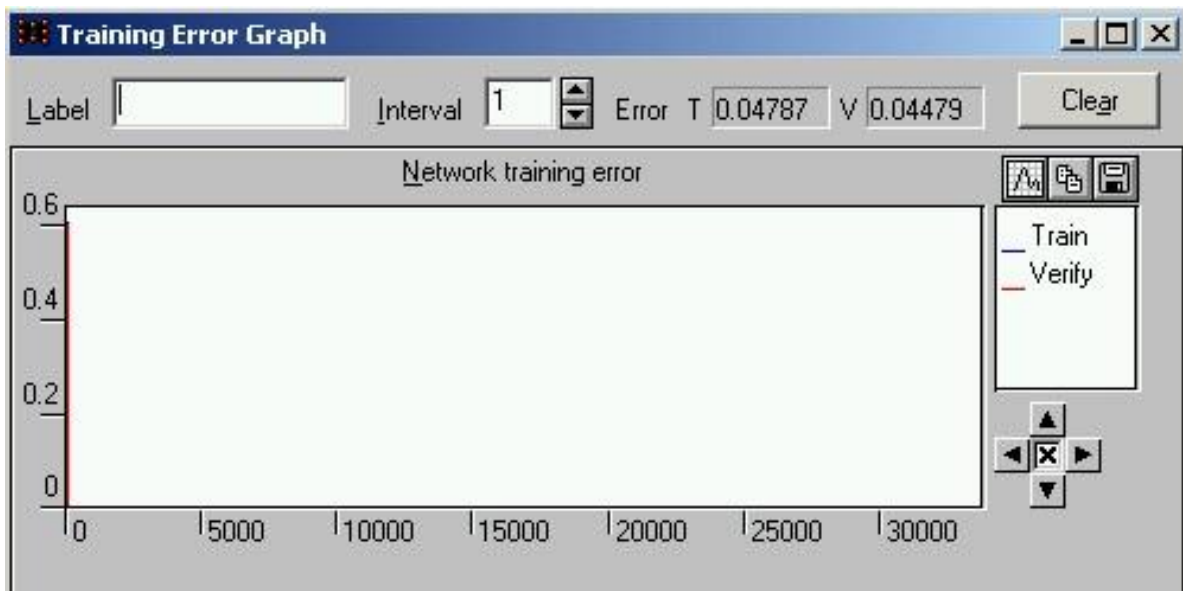 Training Error Graph
Label Interval 1 Error T 0.04787 V 0.04479 Clear
Network training error
0.6
0.4
0.2
0
0 5000 10000 15000 20000 25000 30000
Train
Verify